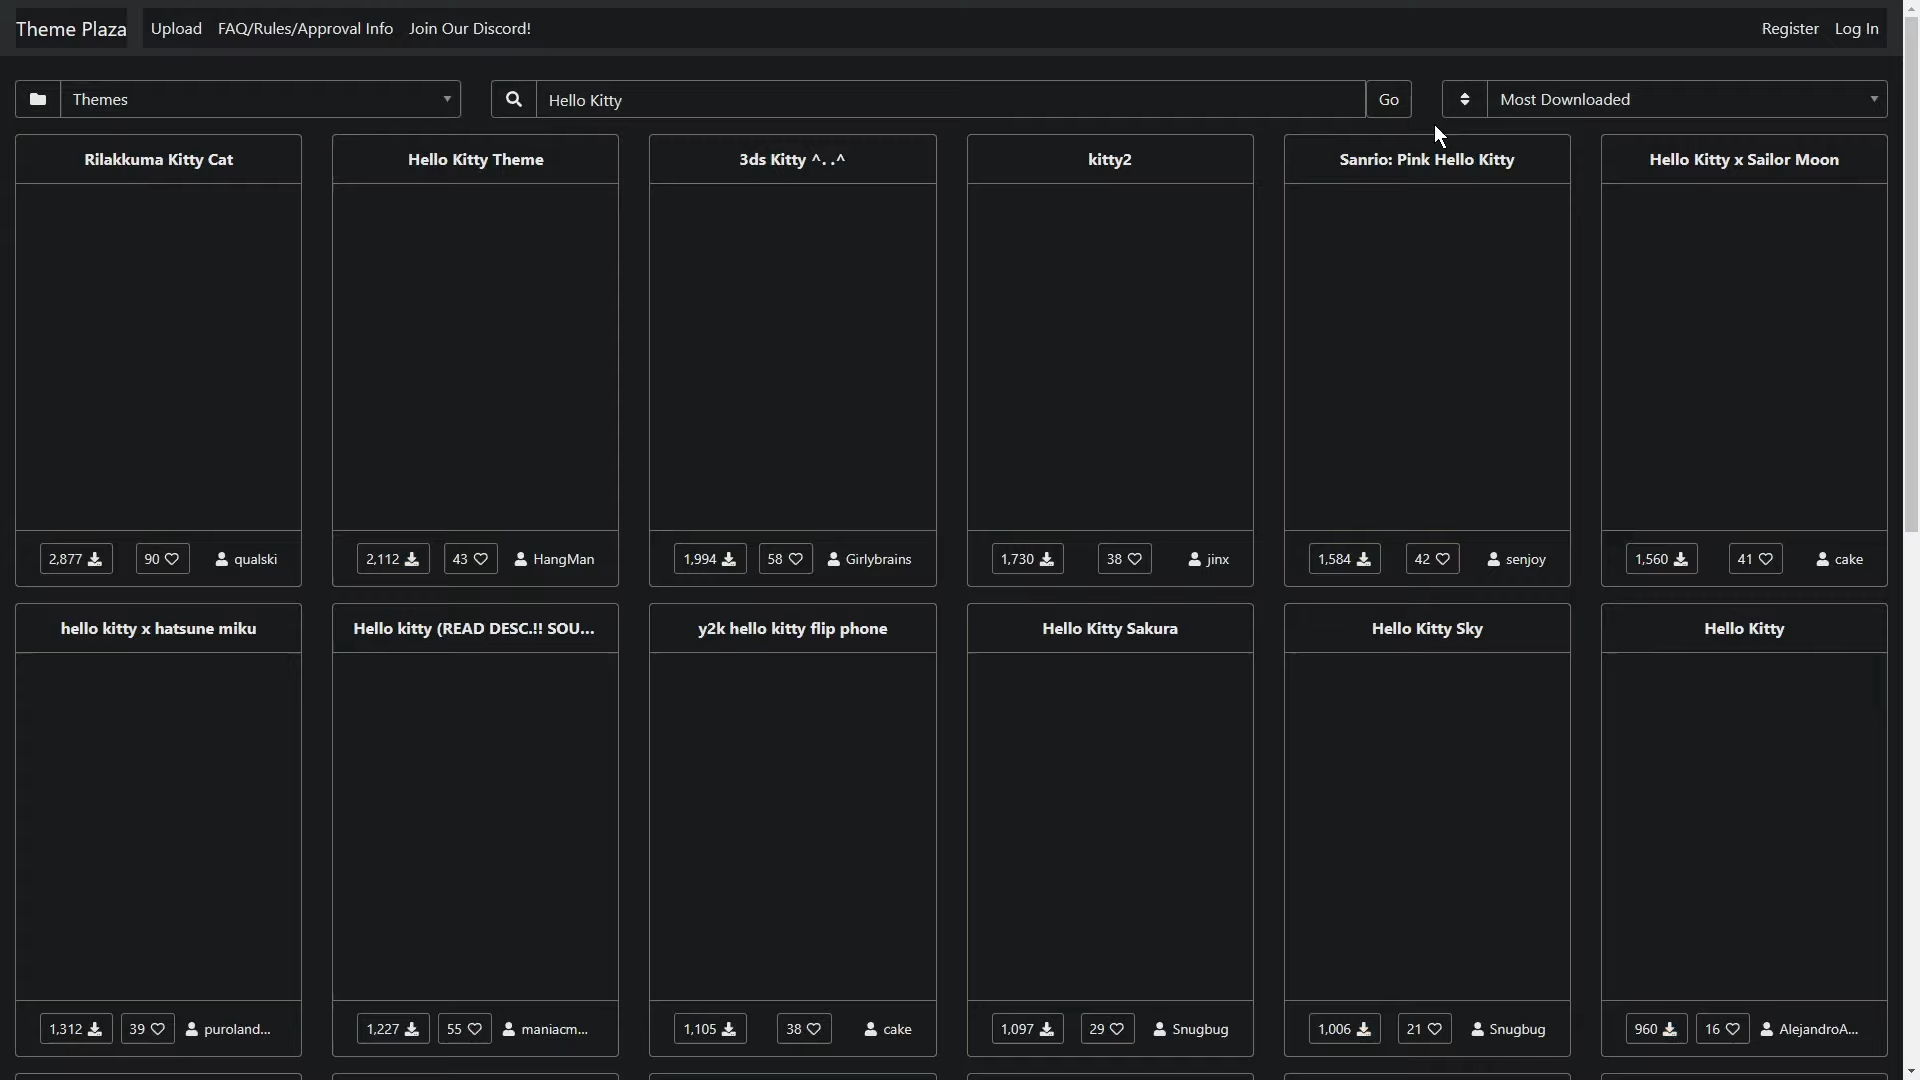 Theme Plaza Upload FAQ/Rules/Approval Info Join Our Discord! Register Log In
Themes Hello Kitty Go Most Downloaded
Rilakkuma Kitty Cat Hello Kitty Theme 3ds Kitty ^. .^ kitty2 Sanrio: Pink Hello Kitty Hello Kitty x Sailor Moon
2,877 90 qualski 2,112 43 HangMan 1,994 58 Girlybrains 1,730 38 jinx 1,584 42 senjoy 1,560 41 cake
hello kitty x hatsune miku Hello kitty (READ DESC.!! SOU... y2k hello kitty flip phone Hello Kitty Sakura Hello Kitty Sky Hello Kitty
1,312 39 puroland... 1,227 55 maniacm... 1,105 38 cake 1,097 29 Snugbug 1,006 21 Snugbug 960 16 AlejandroA...